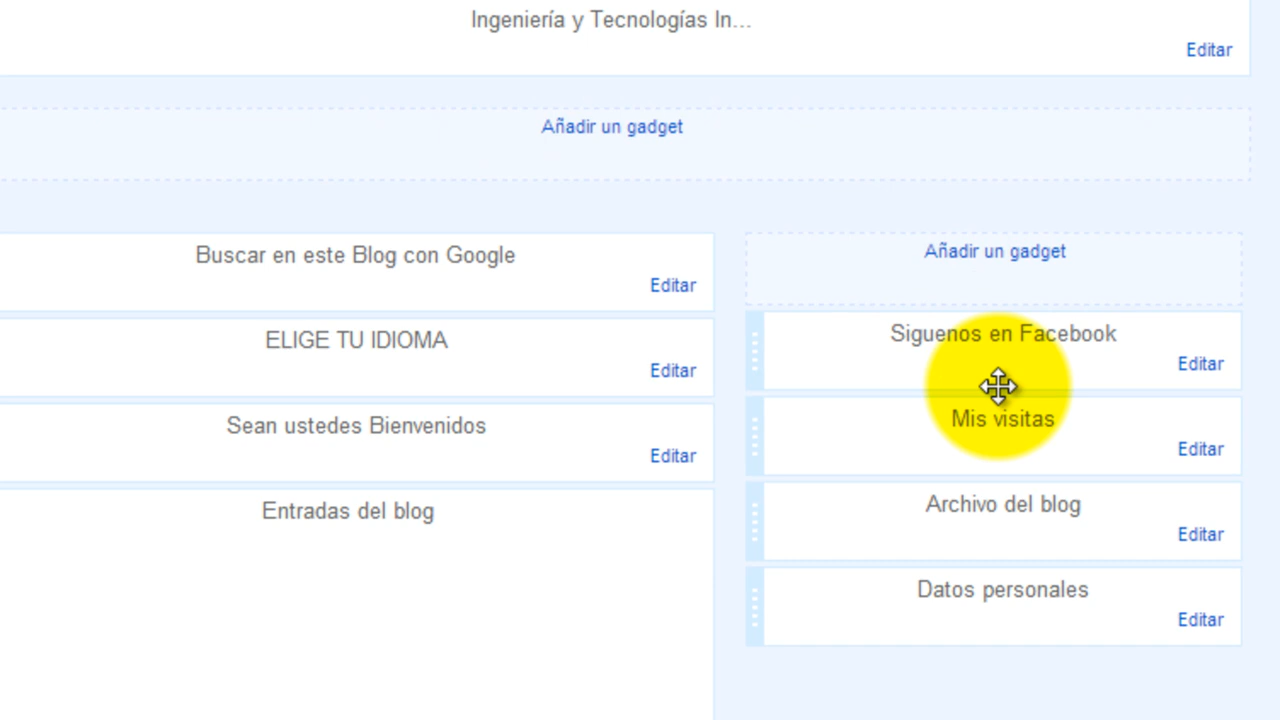 Ingeniería y Tecnologías In...
Editar
Añadir un gadget
Buscar en este Blog con Google
Editar
ELIGE TU IDIOMA
Editar
Sean ustedes Bienvenidos
Editar
Entradas del blog
Añadir un gadget
Siguenos en Facebook
Editar
Mis visitas
Editar
Archivo del blog
Editar
Datos personales
Editar